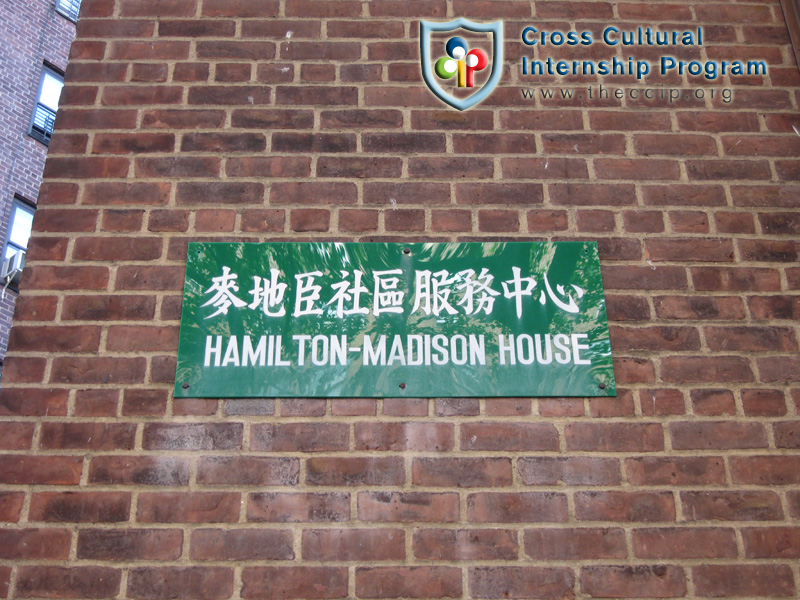 Cross Cultural
Internship Program
www.theccip.org
麥地臣社區服務中心
HAMILTON-MADISON HOUSE